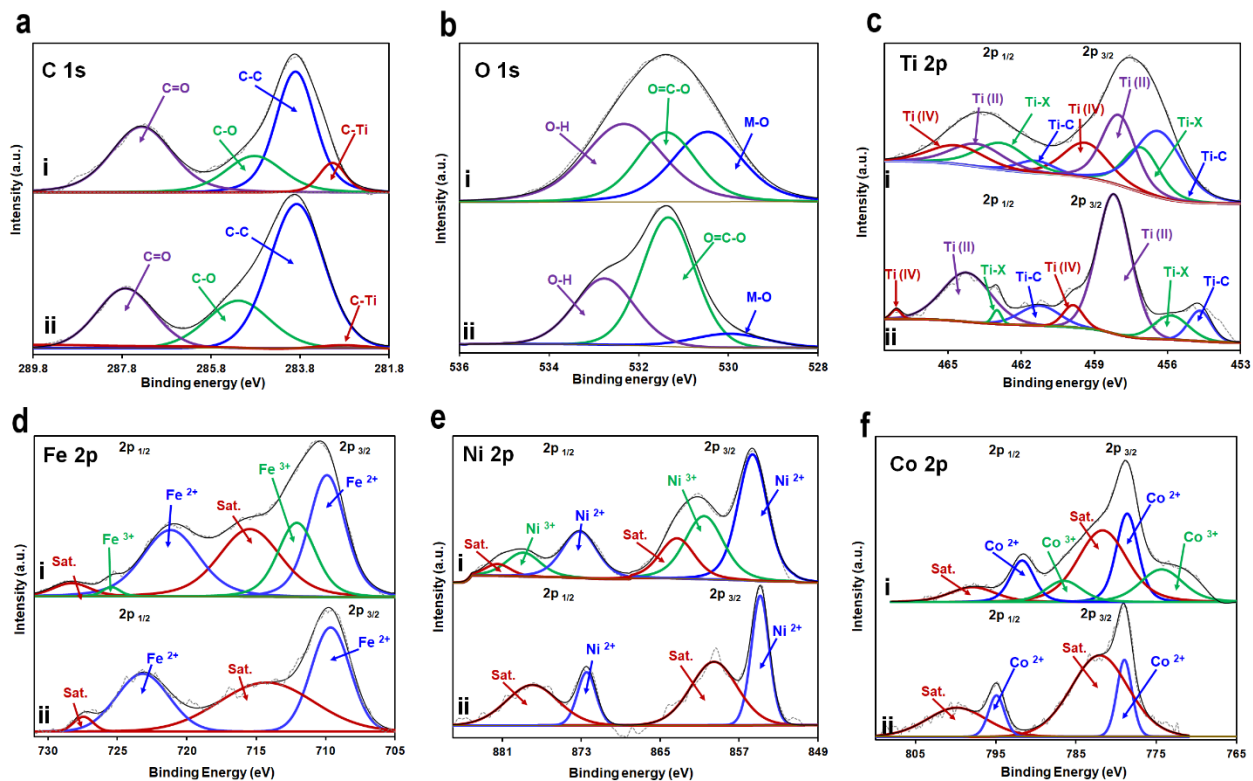 a
C 1s
C=O
C-C
C-O
C-Ti
i
C=O
C-C
C-O
C-Ti
ii
289.8 287.8 285.8 283.8 281.8
Binding energy (eV)
Intensity (a.u.)
b
O 1s
O=C-O
O-H
M-O
i
O=C-O
O-H
M-O
ii
536 534 532 530 528
Binding energy (eV)
Intensity (a.u.)
c
Ti 2p
2p 1/2 2p 3/2
Ti (IV)
Ti (II)
Ti-X
Ti-C
Ti (IV)
Ti (II)
Ti-X
Ti-C
i
2p 1/2 2p 3/2
Ti (IV)
Ti (II)
Ti-X
Ti-C
Ti (IV)
Ti (II)
Ti-X
Ti-C
ii
465 462 459 456 453
Binding energy (eV)
Intensity (a.u.)
d
Fe 2p
2p 1/2 2p 3/2
Sat.
Fe 3+
Fe 2+
Sat.
Fe 3+
Fe 2+
i
2p 1/2 2p 3/2
Sat.
Fe 2+
Sat.
Fe 2+
ii
730 725 720 715 710 705
Binding Energy (eV)
Intensity (a.u.)
e
Ni 2p
2p 1/2 2p 3/2
Sat.
Ni 3+
Ni 2+
Sat.
Ni 3+
Ni 2+
i
2p 1/2 2p 3/2
Sat.
Ni 2+
Sat.
Ni 2+
ii
881 873 865 857 849
Binding Energy (eV)
Intensity (a.u.)
f
Co 2p
2p 1/2 2p 3/2
Sat.
Co 2+
Co 3+
Sat.
Co 2+
Co 3+
i
2p 1/2 2p 3/2
Sat.
Co 2+
Sat.
Co 2+
ii
805 795 785 775 765
Binding Energy (eV)
Intensity (a.u.)